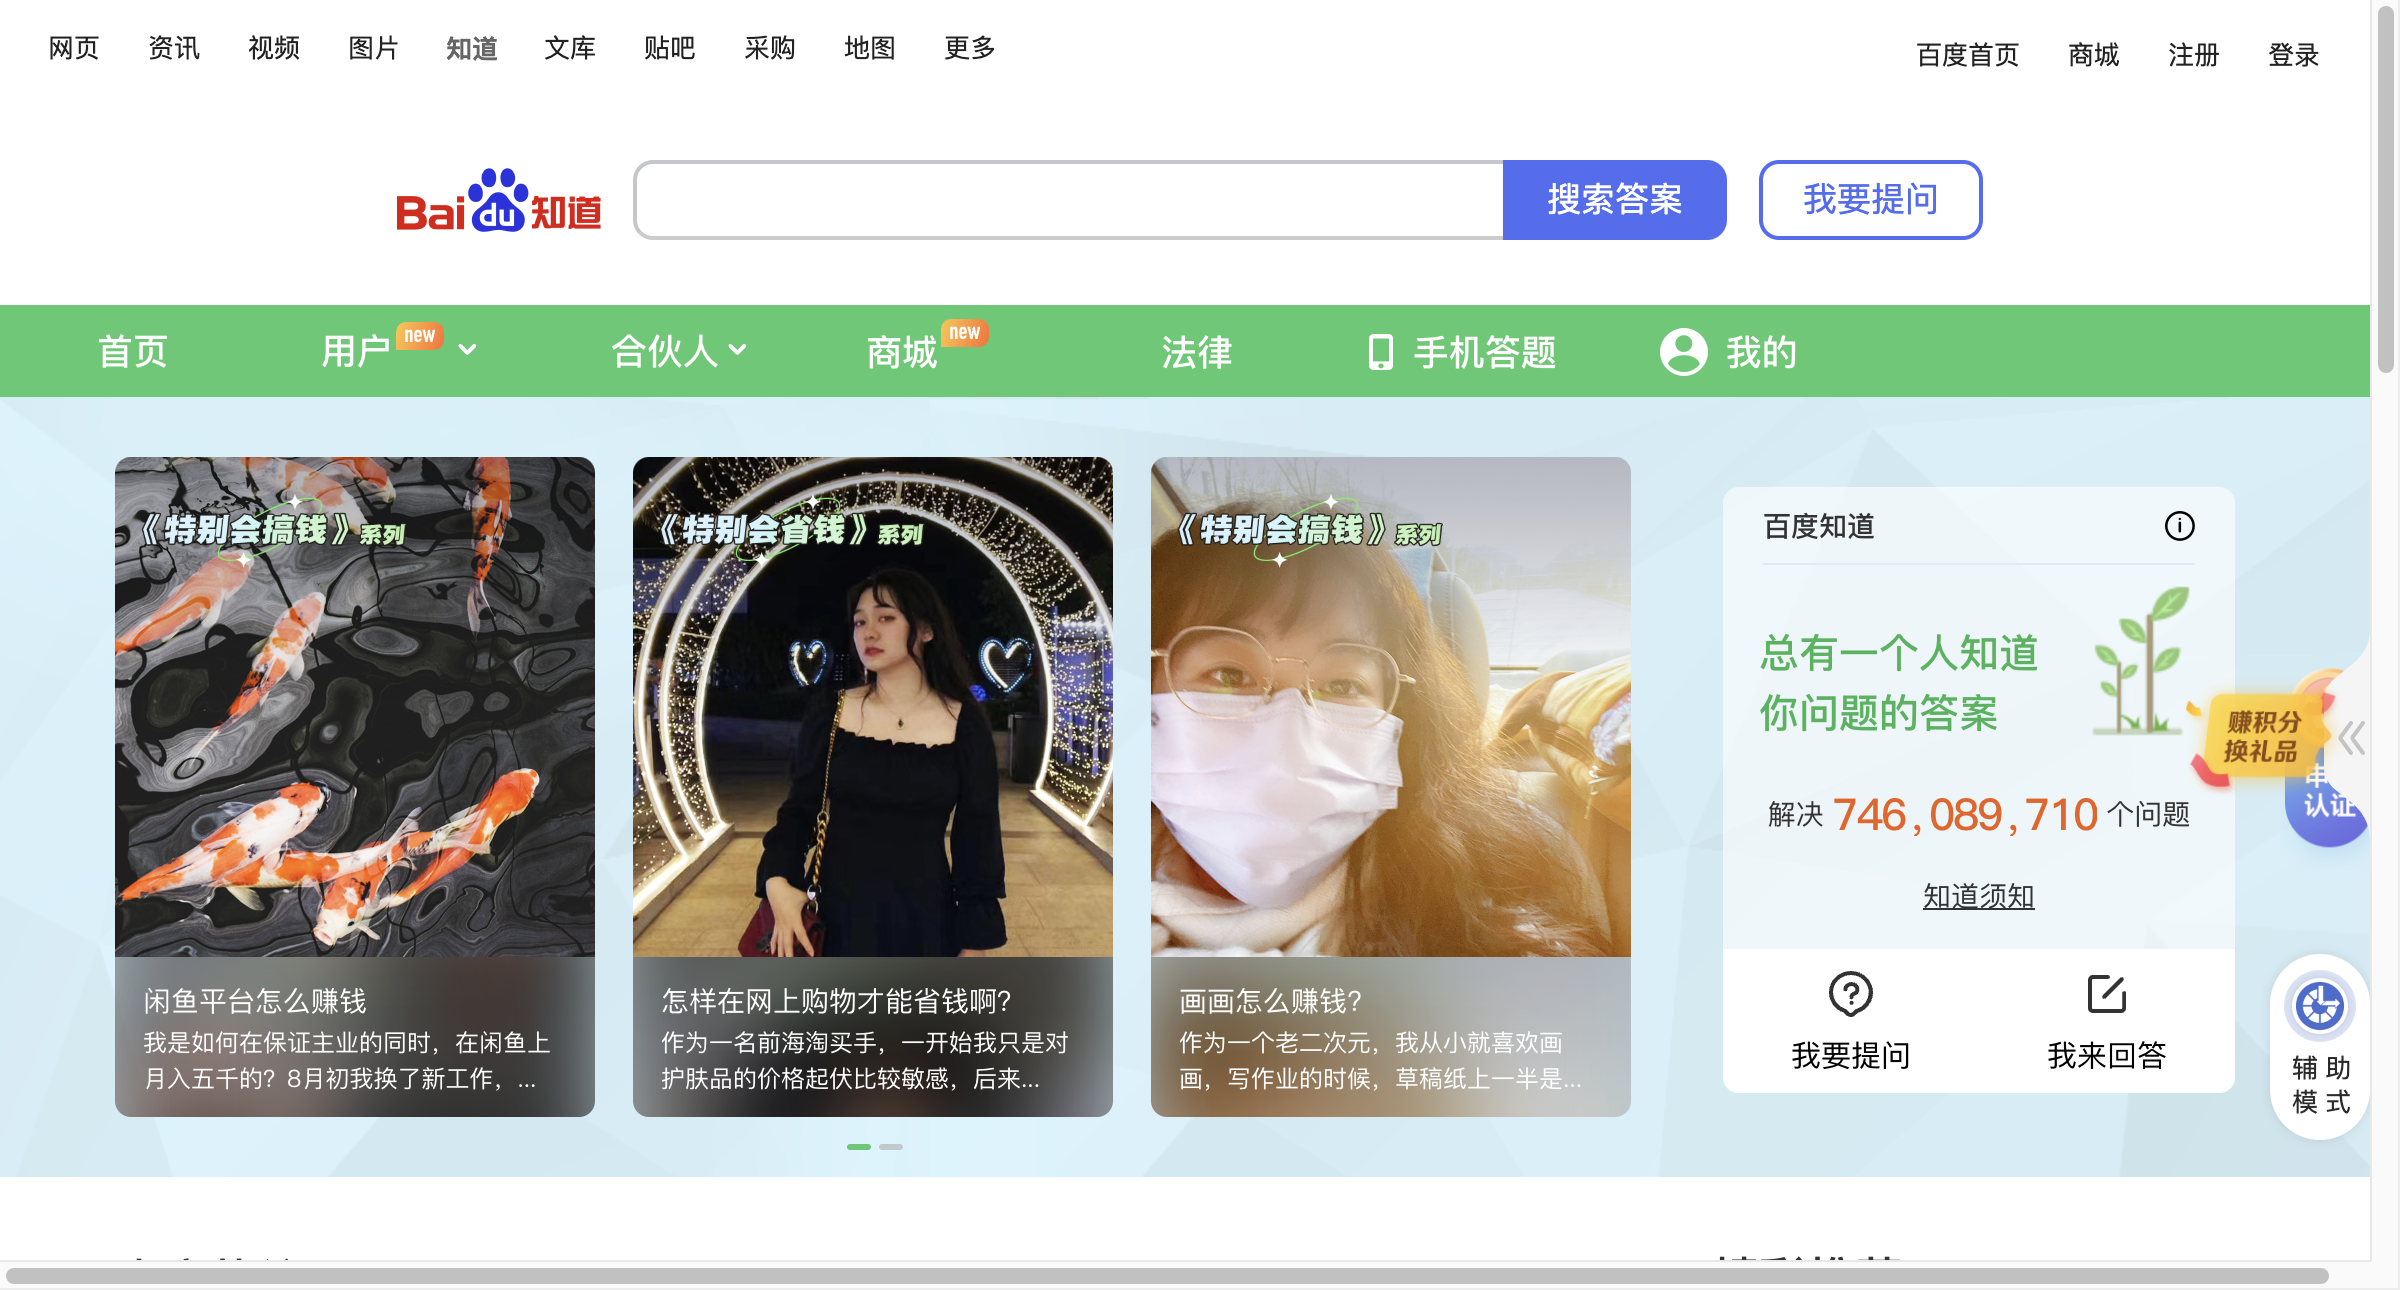 网页 资讯 视频 图片 知道 文库 贴吧 采购 地图 更多
百度首页 商城 注册 登录
Bai du 知道
搜索答案
我要提问
首页 用户 new 合伙人 商城 new 法律 手机答题 我的
《特别会搞钱》系列
闲鱼平台怎么赚钱
我是如何在保证主业的同时，在闲鱼上
月入五千的？8月初我换了新工作，...
《特别会省钱》系列
怎样在网上购物才能省钱啊?
作为一名前海淘买手，一开始我只是对
护肤品的价格起伏比较敏感，后来...
《特别会搞钱》系列
画画怎么赚钱?
作为一个老二次元，我从小就喜欢画
画，写作业的时候，草稿纸上一半是...
百度知道
总有一个人知道
你问题的答案
解决 746,089,710 个问题
知道须知
我要提问
我来回答
赚积分
换礼品
认证
辅助
模式